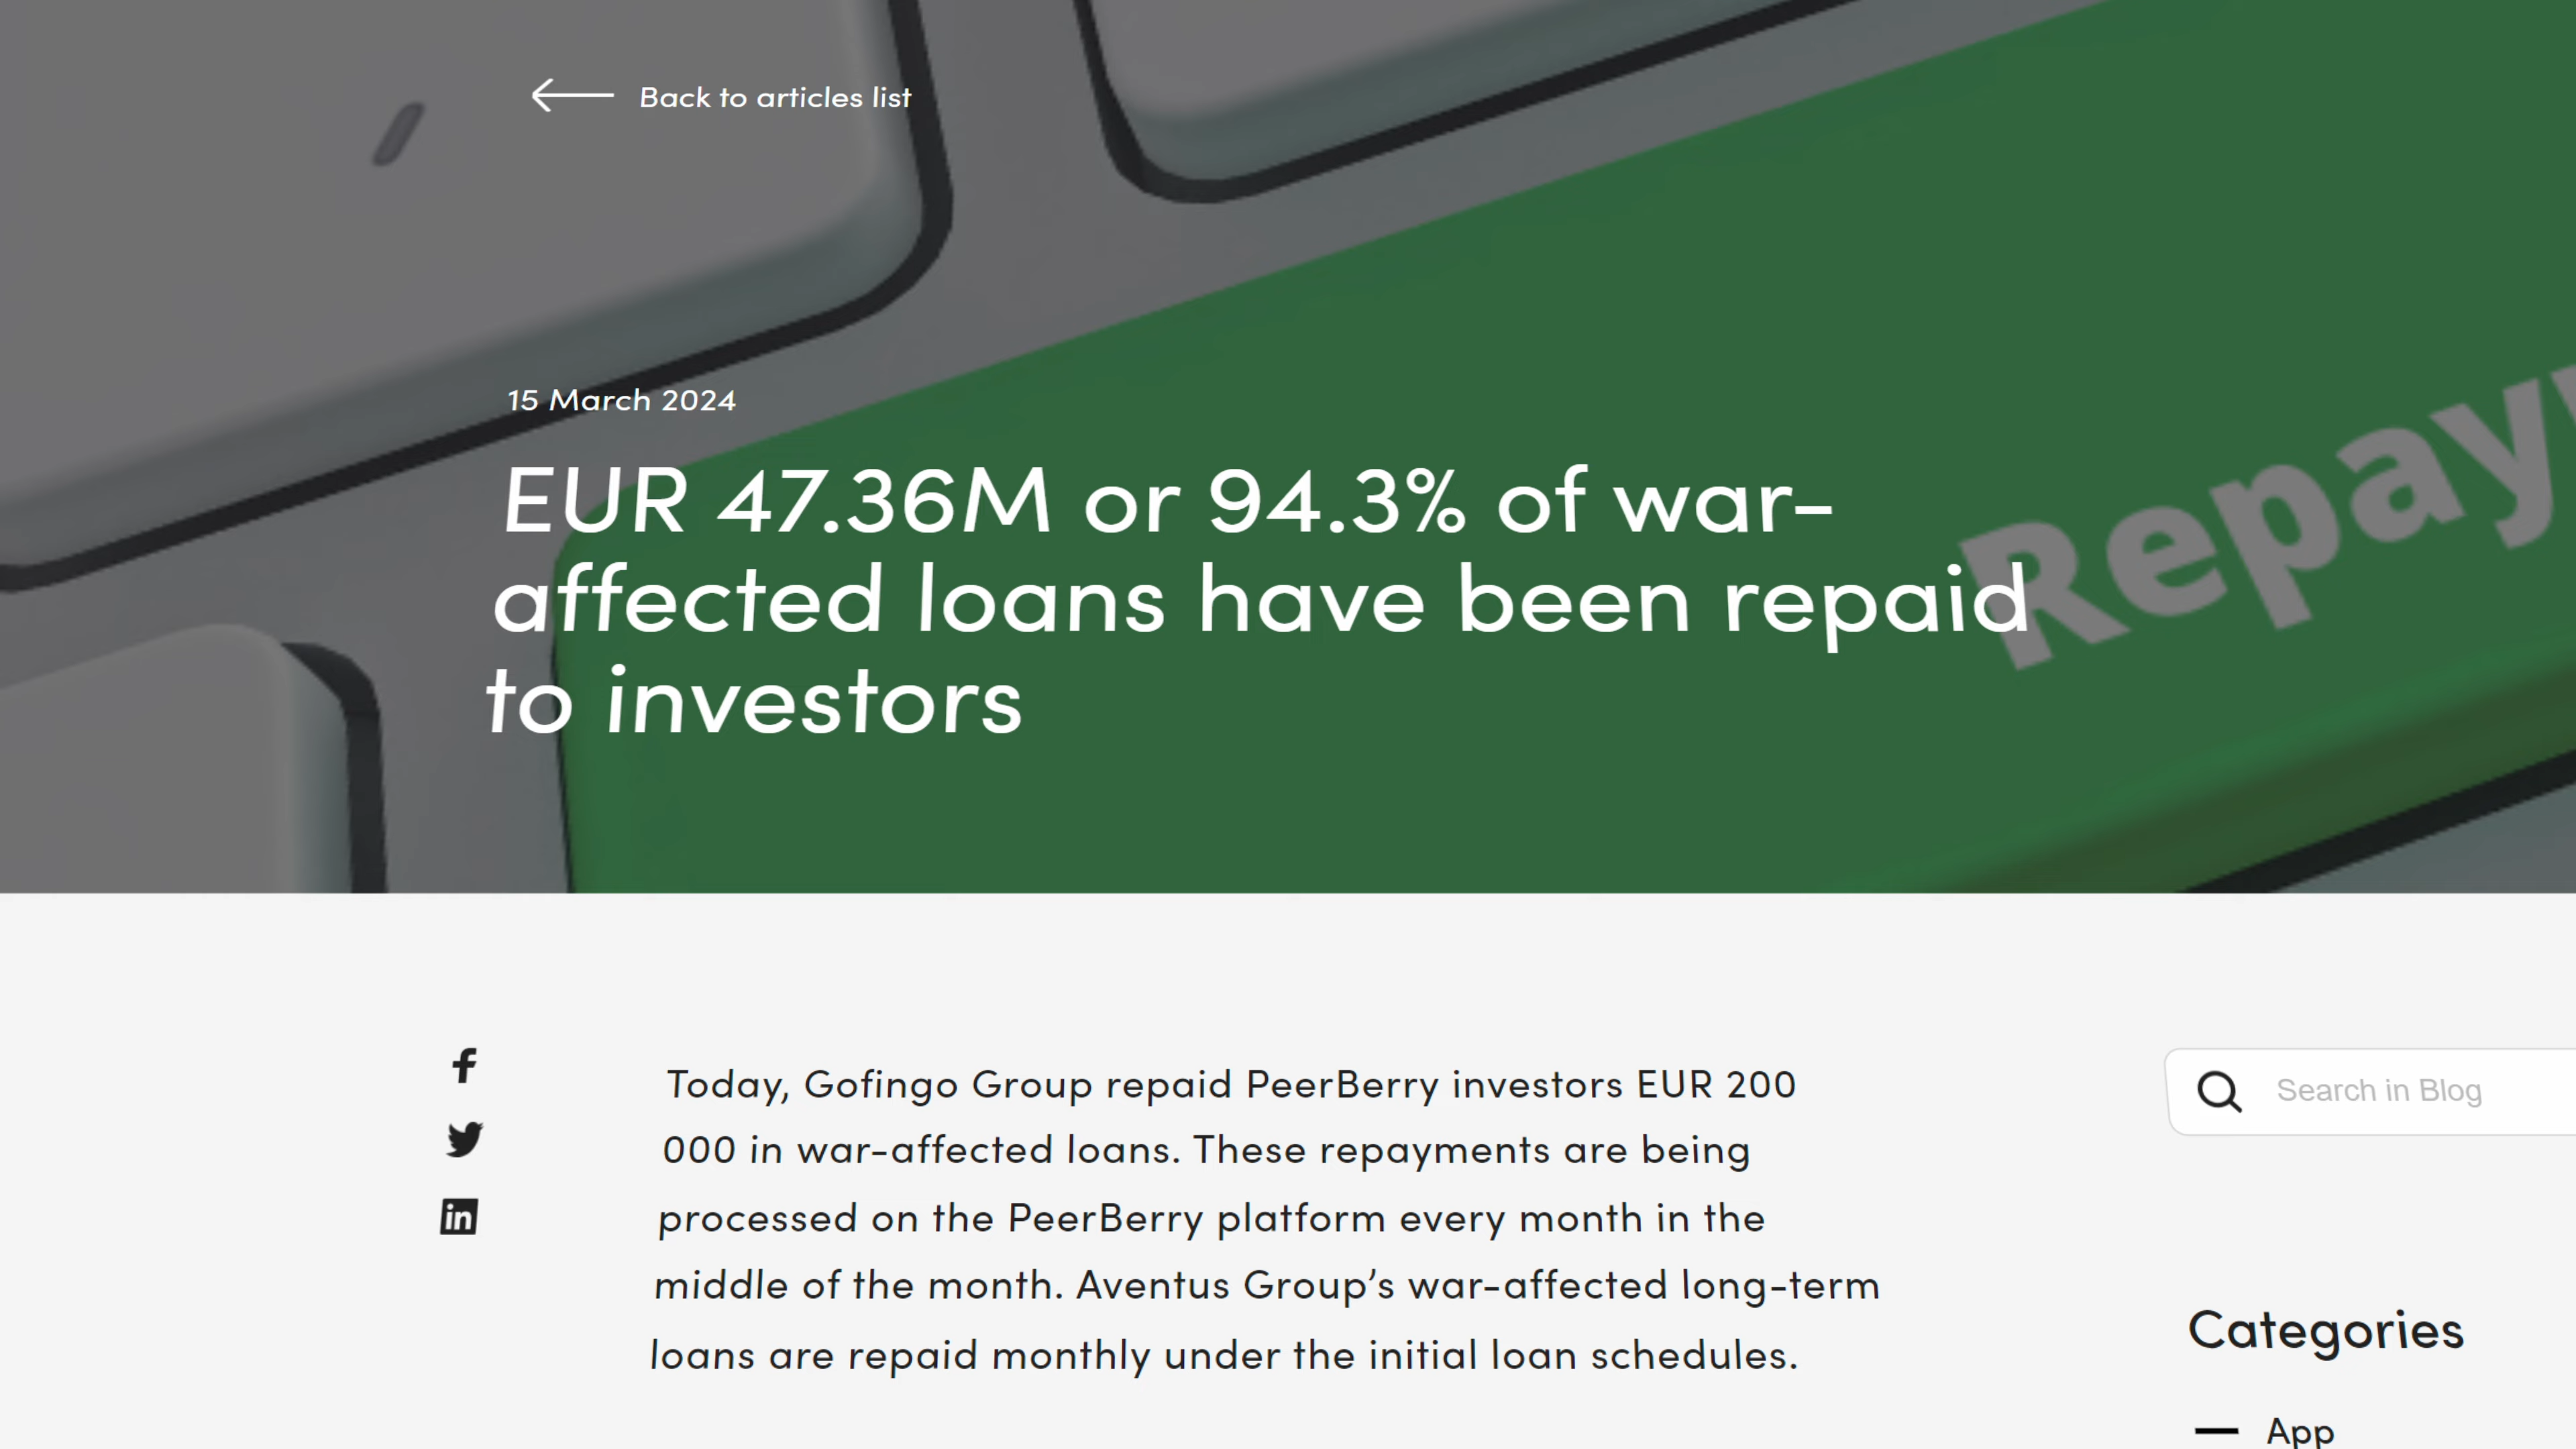 Back to articles list
15 March 2024
EUR 47.36M or 94.3% of war-
affected loans have been repaid
to investors
Repay
Today, Gofingo Group repaid PeerBerry investors EUR 200
000 in war-affected loans. These repayments are being
processed on the PeerBerry platform every month in the
middle of the month. Aventus Group’s war-affected long-term
loans are repaid monthly under the initial loan schedules.
Search in Blog
Categories
App